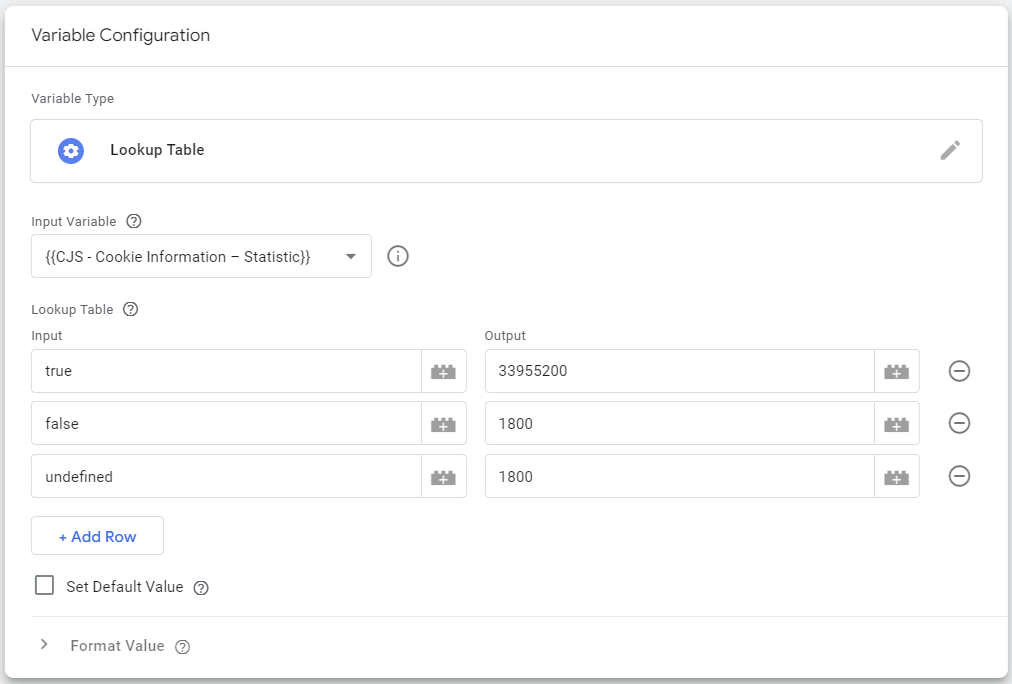 Variable Configuration
Variable Type
Lookup Table
Input Variable
{{CJS - Cookie Information – Statistic}}
Lookup Table
Input Output
true 33955200
false 1800
undefined 1800
+ Add Row
Set Default Value
Format Value